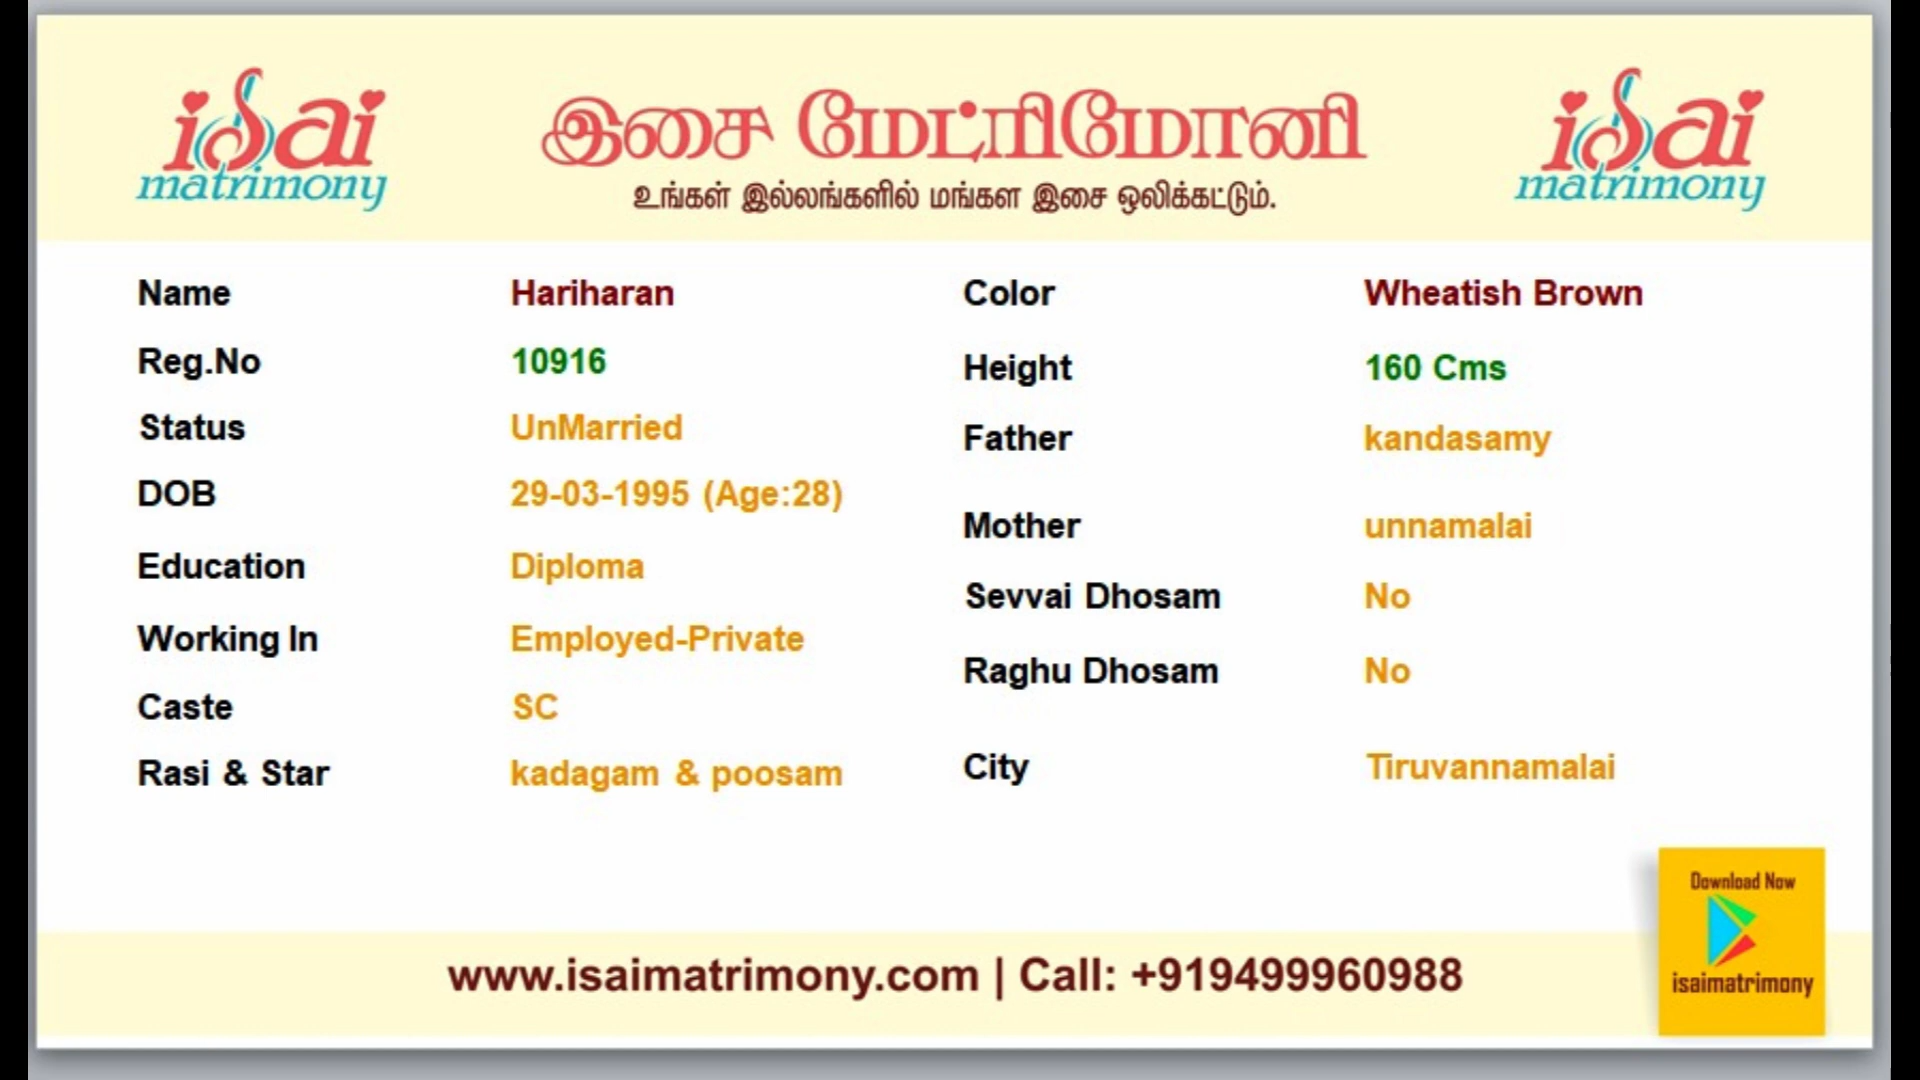 isai
matrimony
இசை மேட்ரிமோனி
உங்கள் இல்லங்களில் மங்கள இசை ஒலிக்கட்டும்.
isai
matrimony
Name Hariharan
Reg.No 10916
Status UnMarried
DOB 29-03-1995 (Age:28)
Education Diploma
Working In Employed-Private
Caste SC
Rasi & Star kadagam & poosam
Color Wheatish Brown
Height 160 Cms
Father kandasamy
Mother unnamalai
Sevvai Dhosam No
Raghu Dhosam No
City Tiruvannamalai
Download Now
isaimatrimony
www.isaimatrimony.com | Call: +919499960988